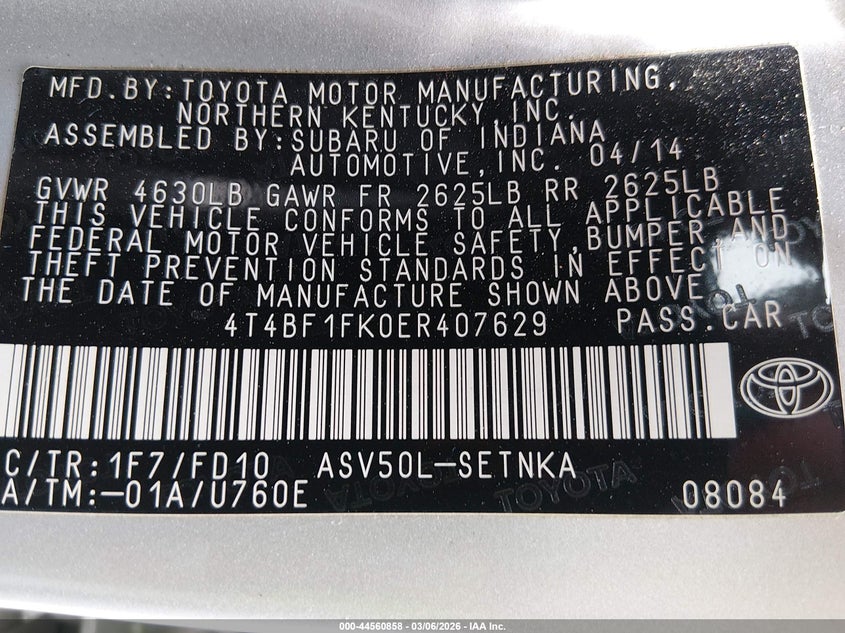 MFD.BY:TOYOTA MOTOR MANUFACTURING,
NORTHERN KENTUCKY,INC.
ASSEMBLED BY:SUBARU OF INDIANA
AUTOMOTIVE,INC. 04/14
GVWR 4630LB GAWR FR 2625LB RR 2625LB
THIS VEHICLE CONFORMS TO ALL APPLICABLE
FEDERAL MOTOR VEHICLE SAFETY,BUMPER AND
THEFT PREVENTION STANDARDS IN EFFECT ON
THE DATE OF MANUFACTURE SHOWN ABOVE.
4T4BF1FK0ER407629 PASS.CAR
C/TR:1F7/FD10 ASV50L-SETNKA
A/TM:-01A/U760E
TOYOTA
08084
000-44560858 - 03/06/2026 - IAA Inc.